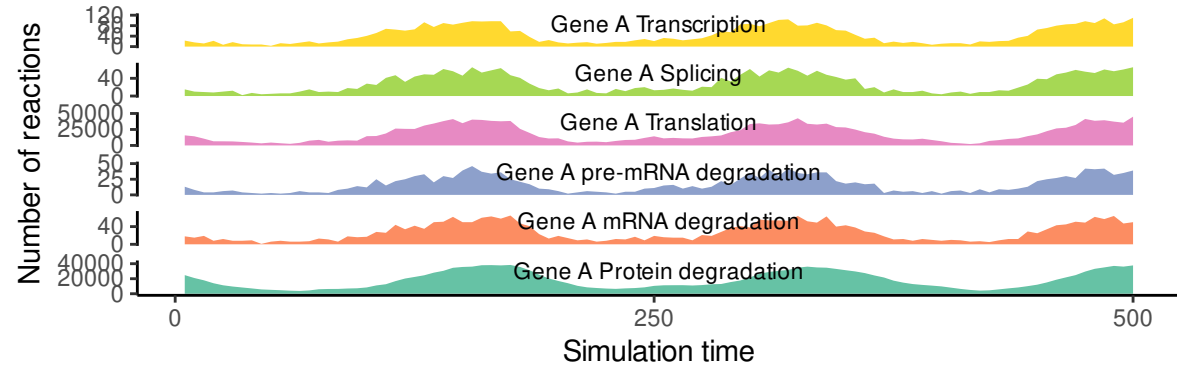 Number of reactions
120
80
40
0
Gene A Transcription
40
0
Gene A Splicing
50000
25000
0
Gene A Translation
50
25
0
Gene A pre-mRNA degradation
40
0
Gene A mRNA degradation
40000
20000
0
Gene A Protein degradation
0 250 500
Simulation time